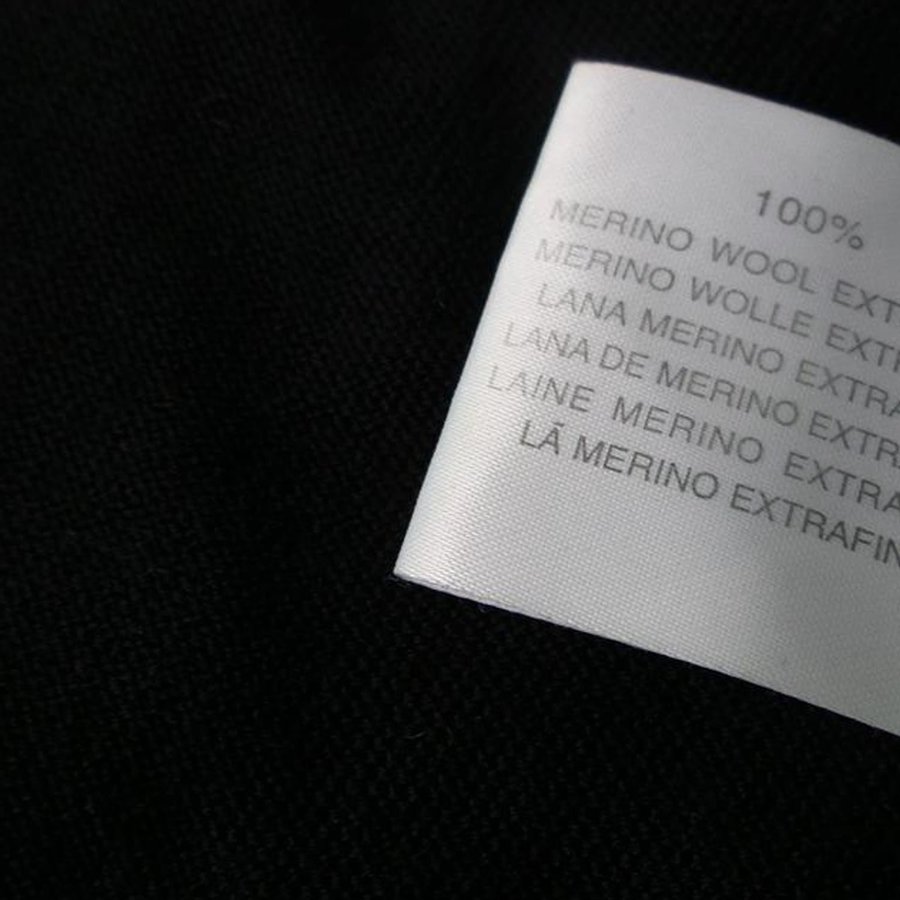 100%
MERINO WOOL EXT
MERINO WOLLE EXTR
LANA MERINO EXTRA
LANA DE MERINO EXTRA
LAINE MERINO EXTRA
LÃ MERINO EXTRAFIN